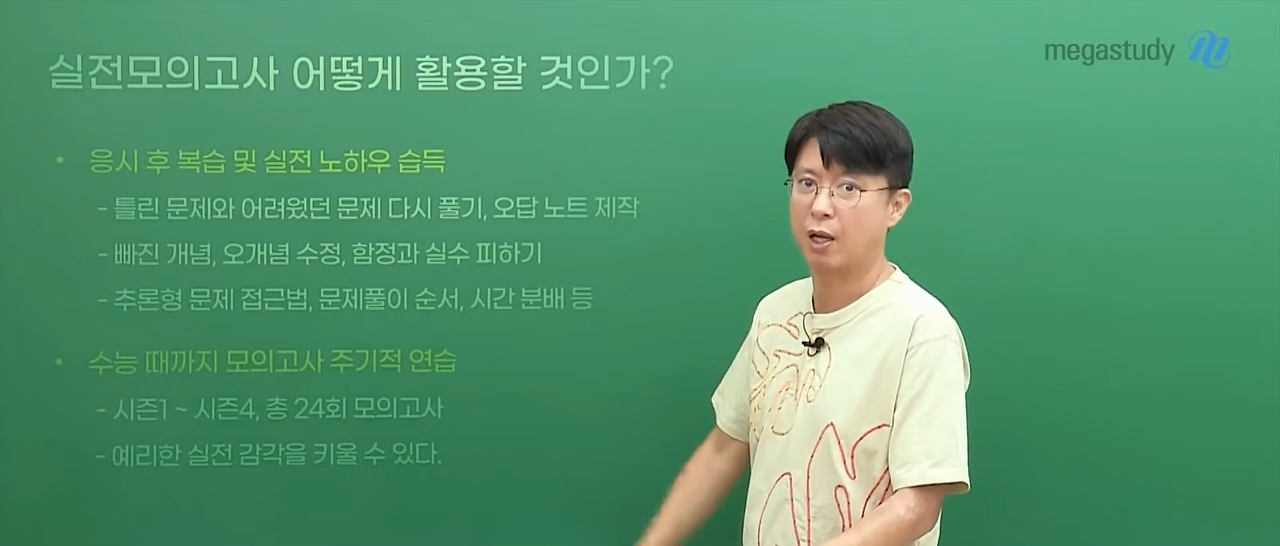 megastudy
실전모의고사 어떻게 활용할 것인가?
• 응시 후 복습 및 실전 노하우 습득
- 틀린 문제와 어려웠던 문제 다시 풀기, 오답 노트 제작
- 빠진 개념, 오개념 수정, 함정과 실수 피하기
- 추론형 문제 접근법, 문제풀이 순서, 시간 분배 등
• 수능 때까지 모의고사 주기적 연습
- 시즌1 ~ 시즌4, 총 24회 모의고사
- 예리한 실전 감각을 키울 수 있다.